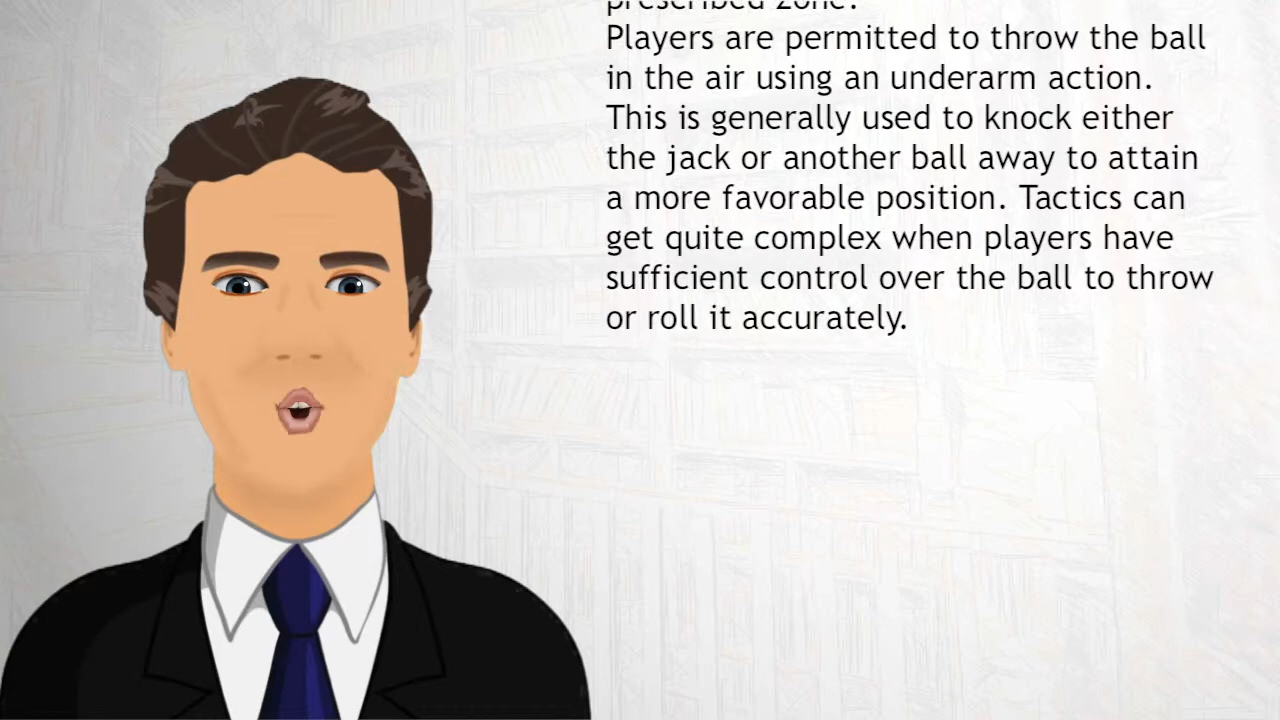 prescribed zone.
Players are permitted to throw the ball
in the air using an underarm action.
This is generally used to knock either
the jack or another ball away to attain
a more favorable position. Tactics can
get quite complex when players have
sufficient control over the ball to throw
or roll it accurately.